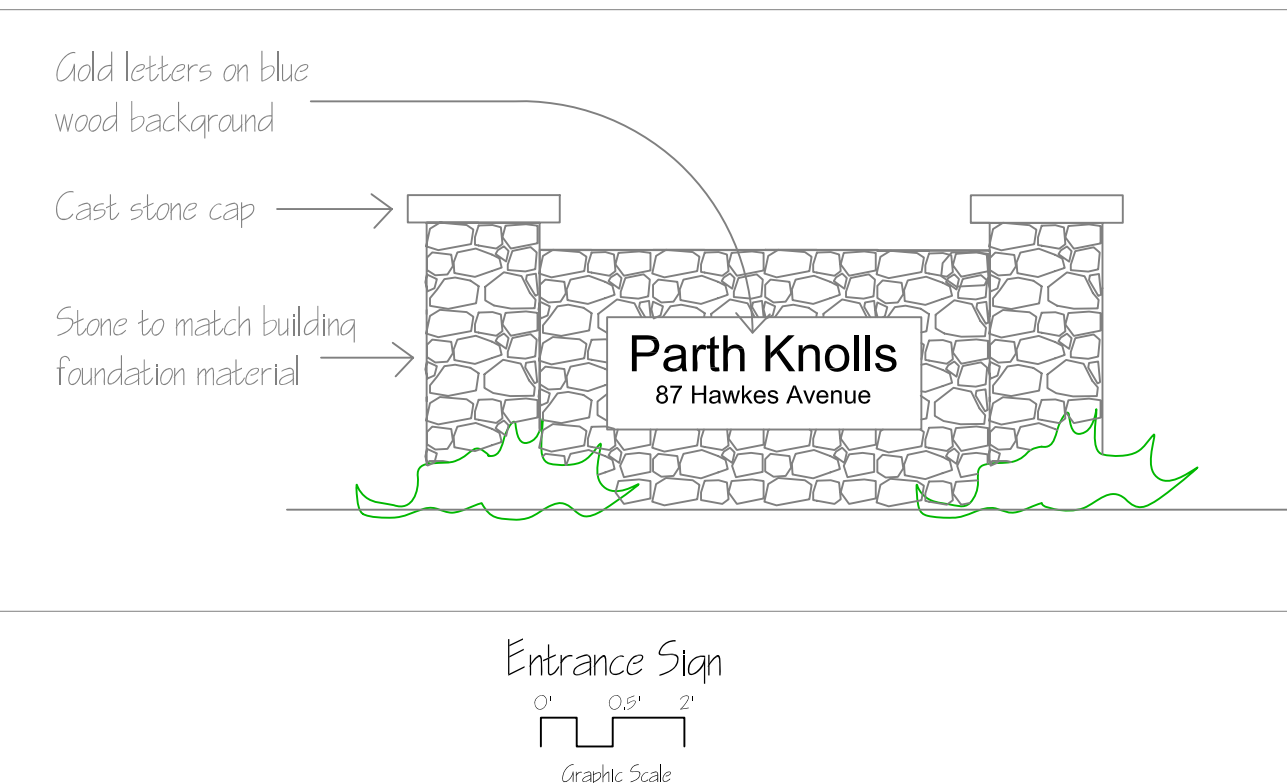 Gold letters on blue
wood background
Cast stone cap
Stone to match building
foundation material
Parth Knolls
87 Hawkes Avenue
Entrance Sign
0' 0.5' 2'
Graphic Scale